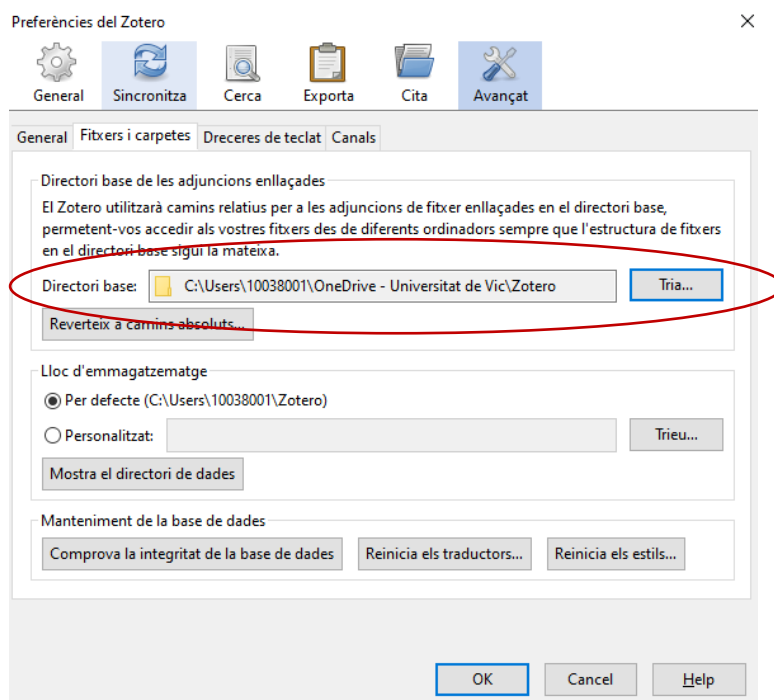 Preferències del Zotero
General Sincronitza Cerca Exporta Cita Avançat
General Fitxers i carpetes Dreceres de teclat Canals
Directori base de les adjuncions enllaçades
El Zotero utilitzarà camins relatius per a les adjuncions de fitxer enllaçades en el directori base,
permetent-vos accedir als vostres fitxers des de diferents ordinadors sempre que l'estructura de fitxers
en el directori base sigui la mateixa.
Directori base: C:\Users\10038001\OneDrive - Universitat de Vic\Zotero Tria...
Reverteix a camins absoluts...
Lloc d'emmagatzematge
Per defecte (C:\Users\10038001\Zotero)
Personalitzat: Trieu...
Mostra el directori de dades
Manteniment de la base de dades
Comprova la integritat de la base de dades Reinicia els traductors... Reinicia els estils...
OK Cancel Help